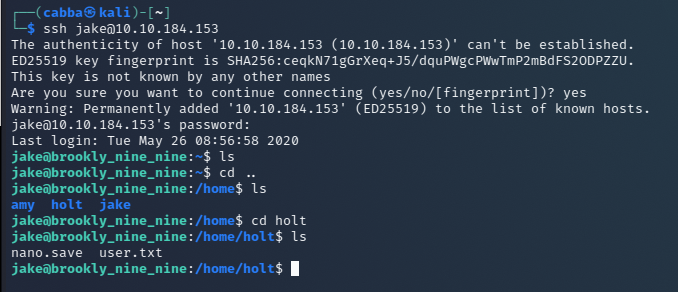 ┌──(cabba㉿kali)-[~]
└─$ ssh jake@10.10.184.153
The authenticity of host '10.10.184.153 (10.10.184.153)' can't be established.
ED25519 key fingerprint is SHA256:ceqkN71gGrXeq+J5/dquPWgcPWwTmP2mBdFS2ODPZZU.
This key is not known by any other names
Are you sure you want to continue connecting (yes/no/[fingerprint])? yes
Warning: Permanently added '10.10.184.153' (ED25519) to the list of known hosts.
jake@10.10.184.153's password:
Last login: Tue May 26 08:56:58 2020
jake@brookly_nine_nine:~$ ls
jake@brookly_nine_nine:~$ cd ..
jake@brookly_nine_nine:/home$ ls
amy  holt  jake
jake@brookly_nine_nine:/home$ cd holt
jake@brookly_nine_nine:/home/holt$ ls
nano.save  user.txt
jake@brookly_nine_nine:/home/holt$